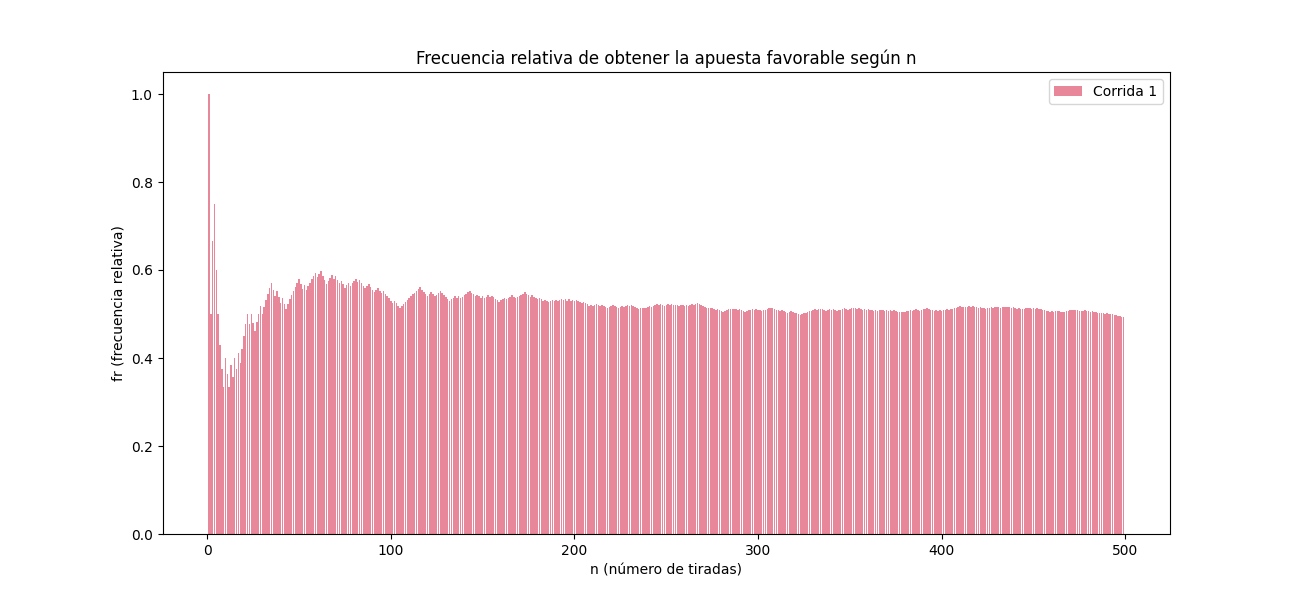 Frecuencia relativa de obtener la apuesta favorable según n
Corrida 1
fr (frecuencia relativa)
1.0
0.8
0.6
0.4
0.2
0.0
0 100 200 300 400 500
n (número de tiradas)